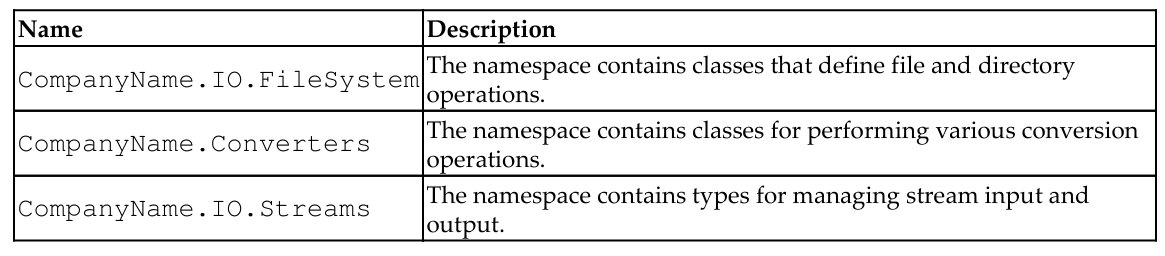 Name Description
CompanyName.IO.FileSystem The namespace contains classes that define file and directory
operations.
CompanyName.Converters The namespace contains classes for performing various conversion
operations.
CompanyName.IO.Streams The namespace contains types for managing stream input and
output.